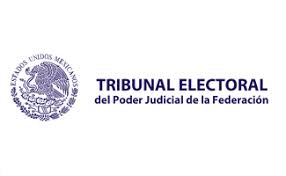 ESTADOS UNIDOS MEXICANOS
TRIBUNAL ELECTORAL
del Poder Judicial de la Federación